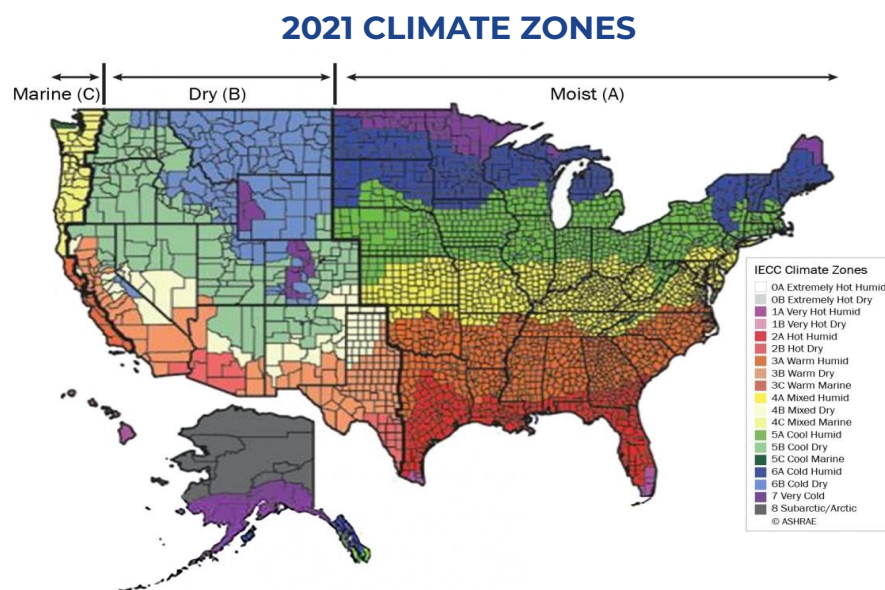 2021 CLIMATE ZONES
Marine (C)
Dry (B)
Moist (A)
IECC Climate Zones
0A Extremely Hot Humid
0B Extremely Hot Dry
1A Very Hot Humid
1B Very Hot Dry
2A Hot Humid
2B Hot Dry
3A Warm Humid
3B Warm Dry
3C Warm Marine
4A Mixed Humid
4B Mixed Dry
4C Mixed Marine
5A Cool Humid
5B Cool Dry
5C Cool Marine
6A Cold Humid
6B Cold Dry
7 Very Cold
8 Subarctic/Arctic
© ASHRAE